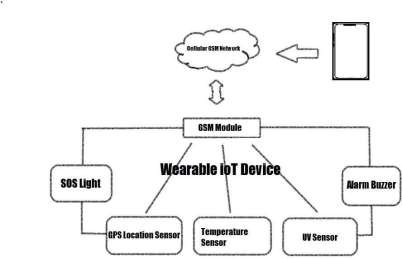 Cellular GSM Network
GSM Module
Wearable ioT Device
SOS Light
Alarm Buzzer
GPS Location Sensor
Temperature
Sensor
UV Sensor